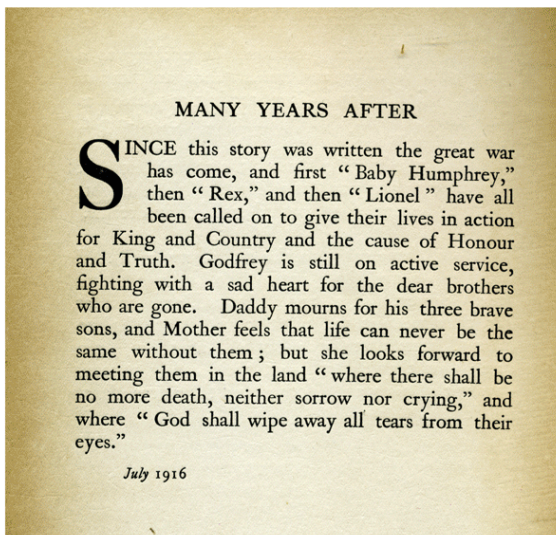 MANY YEARS AFTER
SINCE this story was written the great war
has come, and first “ Baby Humphrey,”
then “ Rex,” and then “ Lionel ” have all
been called on to give their lives in action
for King and Country and the cause of Honour
and Truth. Godfrey is still on active service,
fighting with a sad heart for the dear brothers
who are gone. Daddy mourns for his three brave
sons, and Mother feels that life can never be the
same without them ; but she looks forward to
meeting them in the land “ where there shall be
no more death, neither sorrow nor crying,” and
where “ God shall wipe away all tears from their
eyes.”
July 1916